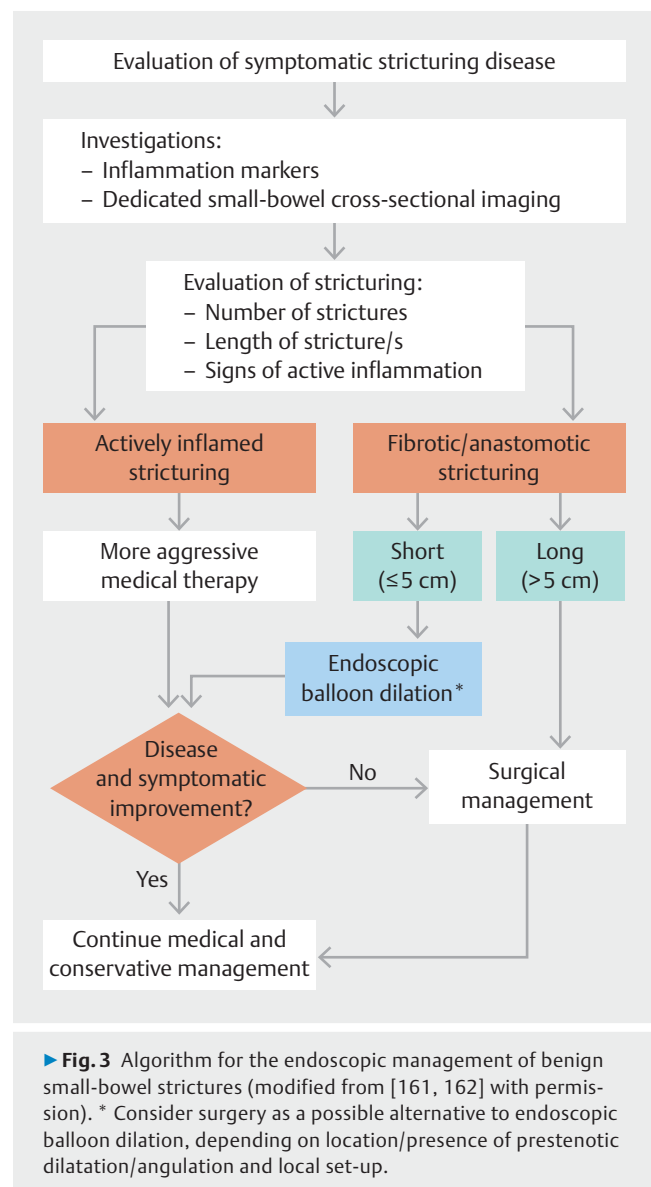 Evaluation of symptomatic stricturing disease
Investigations:
– Inflammation markers
– Dedicated small-bowel cross-sectional imaging
Evaluation of stricturing:
– Number of strictures
– Length of stricture/s
– Signs of active inflammation
Actively inflamed
stricturing
Fibrotic/anastomotic
stricturing
More aggressive
medical therapy
Short
(≤5 cm)
Long
(>5 cm)
Endoscopic
balloon dilation*
Disease
and symptomatic
improvement?
No
Surgical
management
Yes
Continue medical and
conservative management
▶Fig. 3 Algorithm for the endoscopic management of benign
small-bowel strictures (modified from [161, 162] with permis-
sion). * Consider surgery as a possible alternative to endoscopic
balloon dilation, depending on location/presence of prestenotic
dilatation/angulation and local set-up.